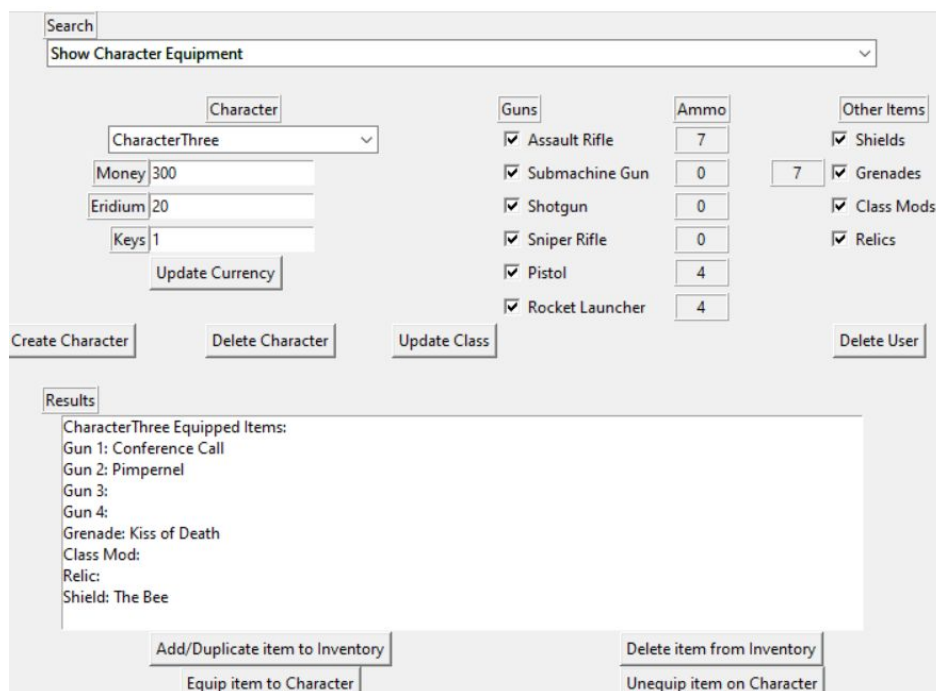 Search
Show Character Equipment
Character Guns Ammo Other Items
CharacterThree Assault Rifle 7 Shields
Money 300 Submachine Gun 0 7 Grenades
Eridium 20 Shotgun 0 Class Mods
Keys 1 Sniper Rifle 0 Relics
Update Currency Pistol 4
Rocket Launcher 4
Create Character Delete Character Update Class Delete User
Results
CharacterThree Equipped Items:
Gun 1: Conference Call
Gun 2: Pimpernel
Gun 3:
Gun 4:
Grenade: Kiss of Death
Class Mod:
Relic:
Shield: The Bee
Add/Duplicate item to Inventory Delete item from Inventory
Equip item to Character Unequip item on Character